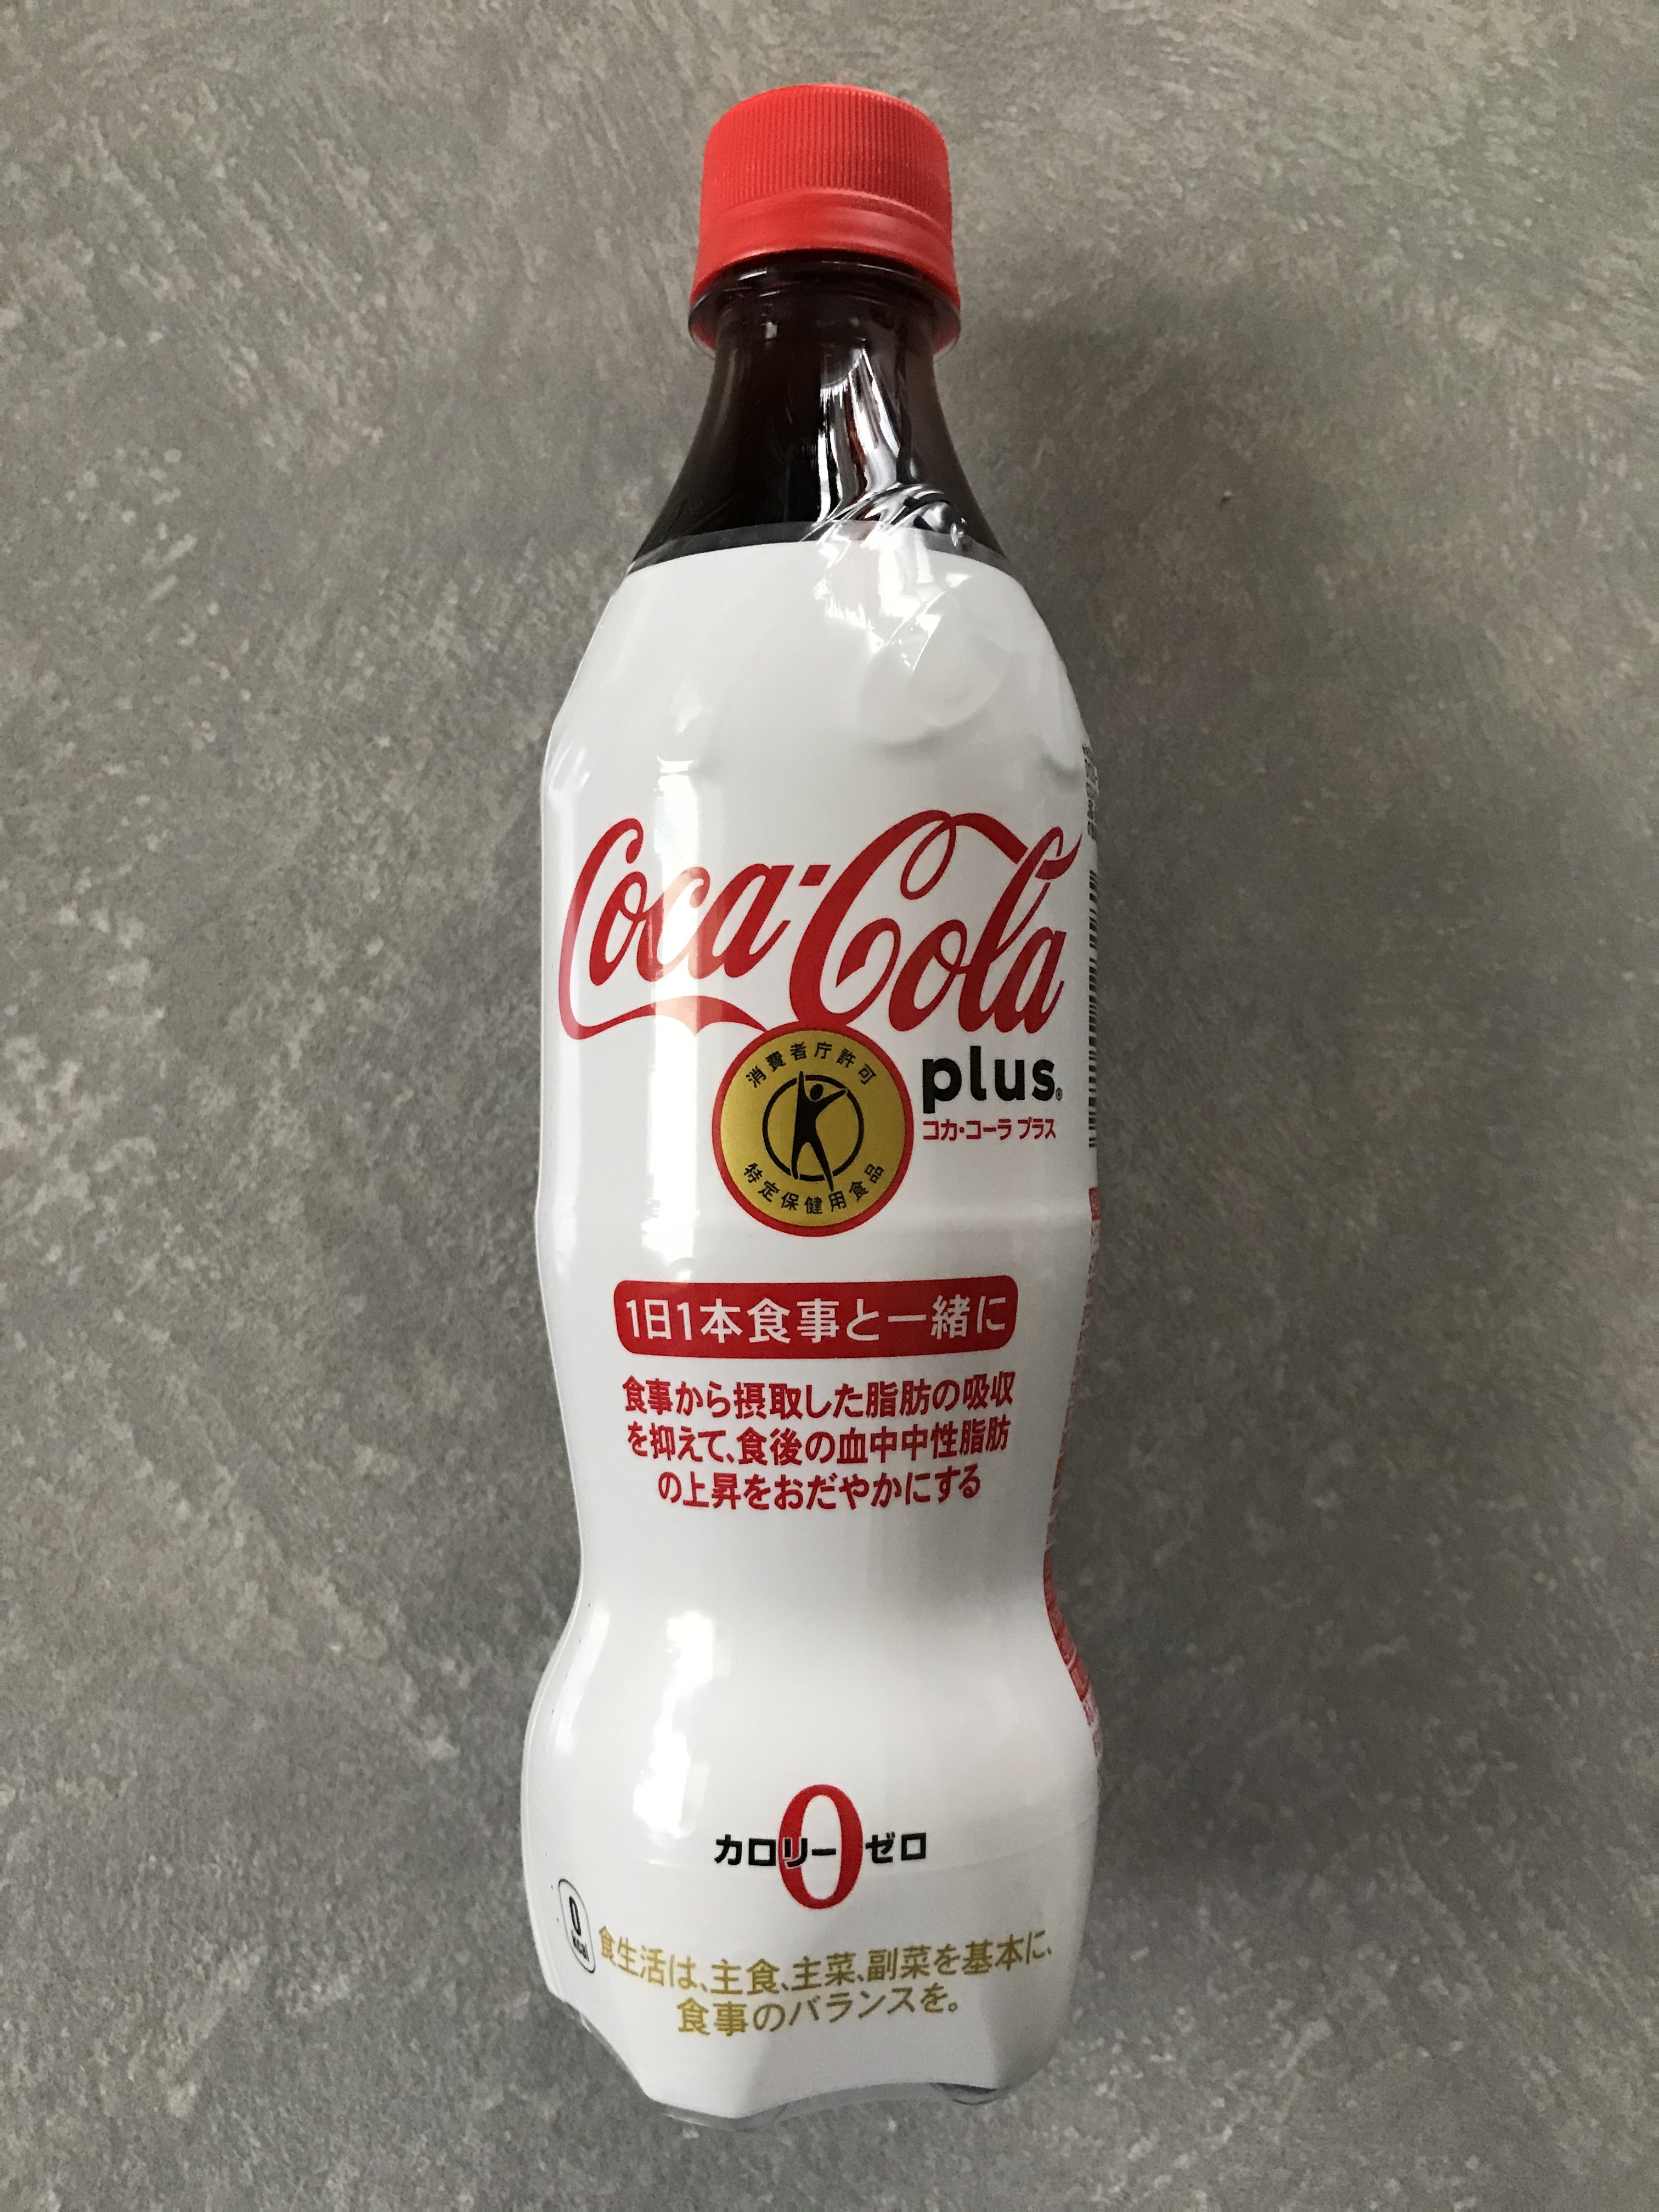 Coca-Cola
plus®
コカ・コーラ プラス
消費者庁許可
特定保健用食品
1日1本食事と一緒に
食事から摂取した脂肪の吸収
を抑えて、食後の血中中性脂肪
の上昇をおだやかにする
0
カロリーゼロ
0
kcal
食生活は、主食、主菜、副菜を基本に、
食事のバランスを。